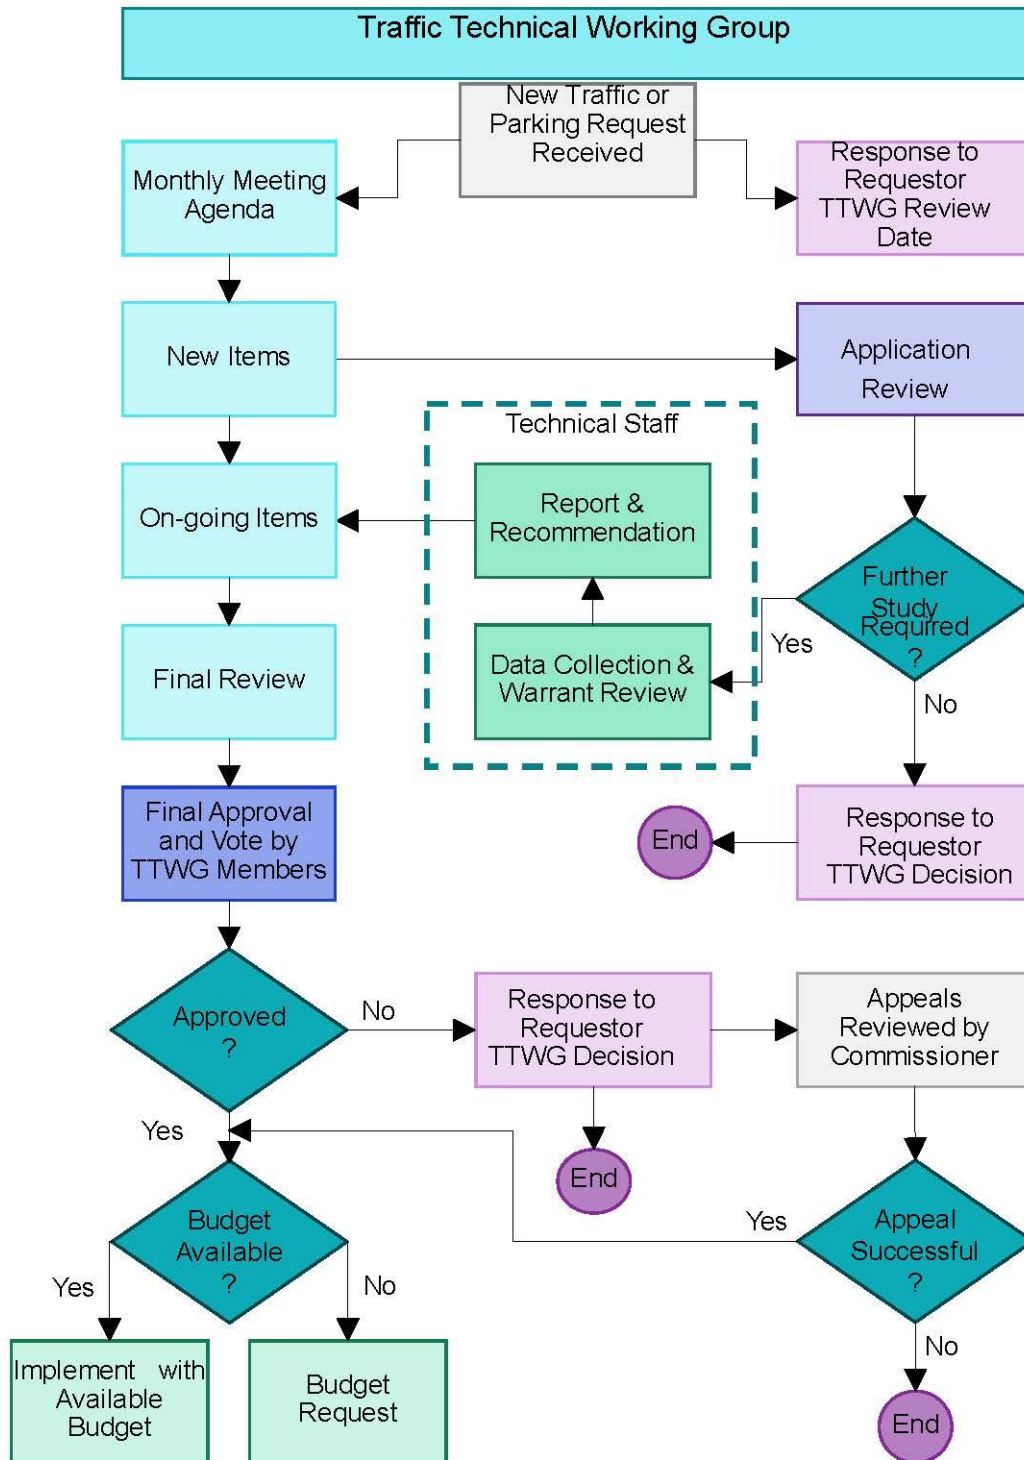 Traffic Technical Working Group
New Traffic or
Parking Request
Received
Monthly Meeting
Agenda
Response to
Requestor
TTWG Review
Date
New Items
Application
Review
Technical Staff
On-going Items
Report &
Recommendation
Further
Study
Required
?
Yes
Final Review
Data Collection &
Warrant Review
No
Final Approval
and Vote by
TTWG Members
End
Response to
Requestor
TTWG Decision
Approved
?
No
Response to
Requestor
TTWG Decision
Appeals
Reviewed by
Commissioner
Yes
End
Budget
Available
?
Yes
Appeal
Successful
?
Yes
No
No
Implement with
Available
Budget
Budget
Request
End